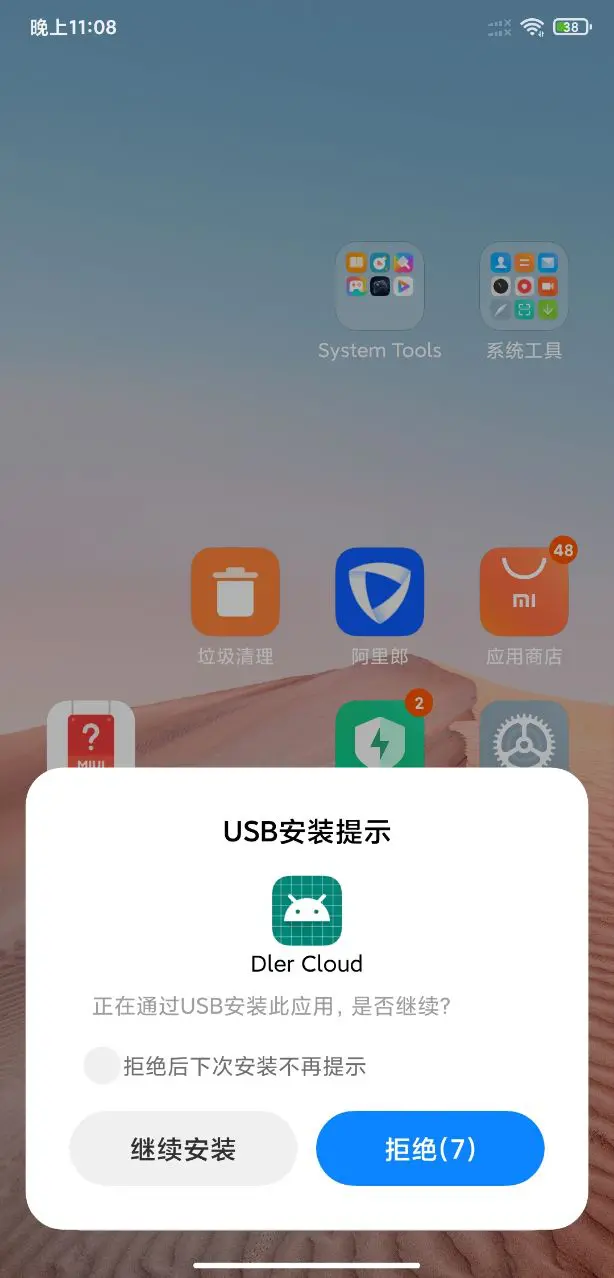 晚上11:08
38
System Tools
系统工具
48
mi
垃圾清理
阿里郎
应用商店
2
?
MIUI
USB安装提示
Dler Cloud
正在通过USB安装此应用，是否继续?
拒绝后下次安装不再提示
继续安装
拒绝(7)